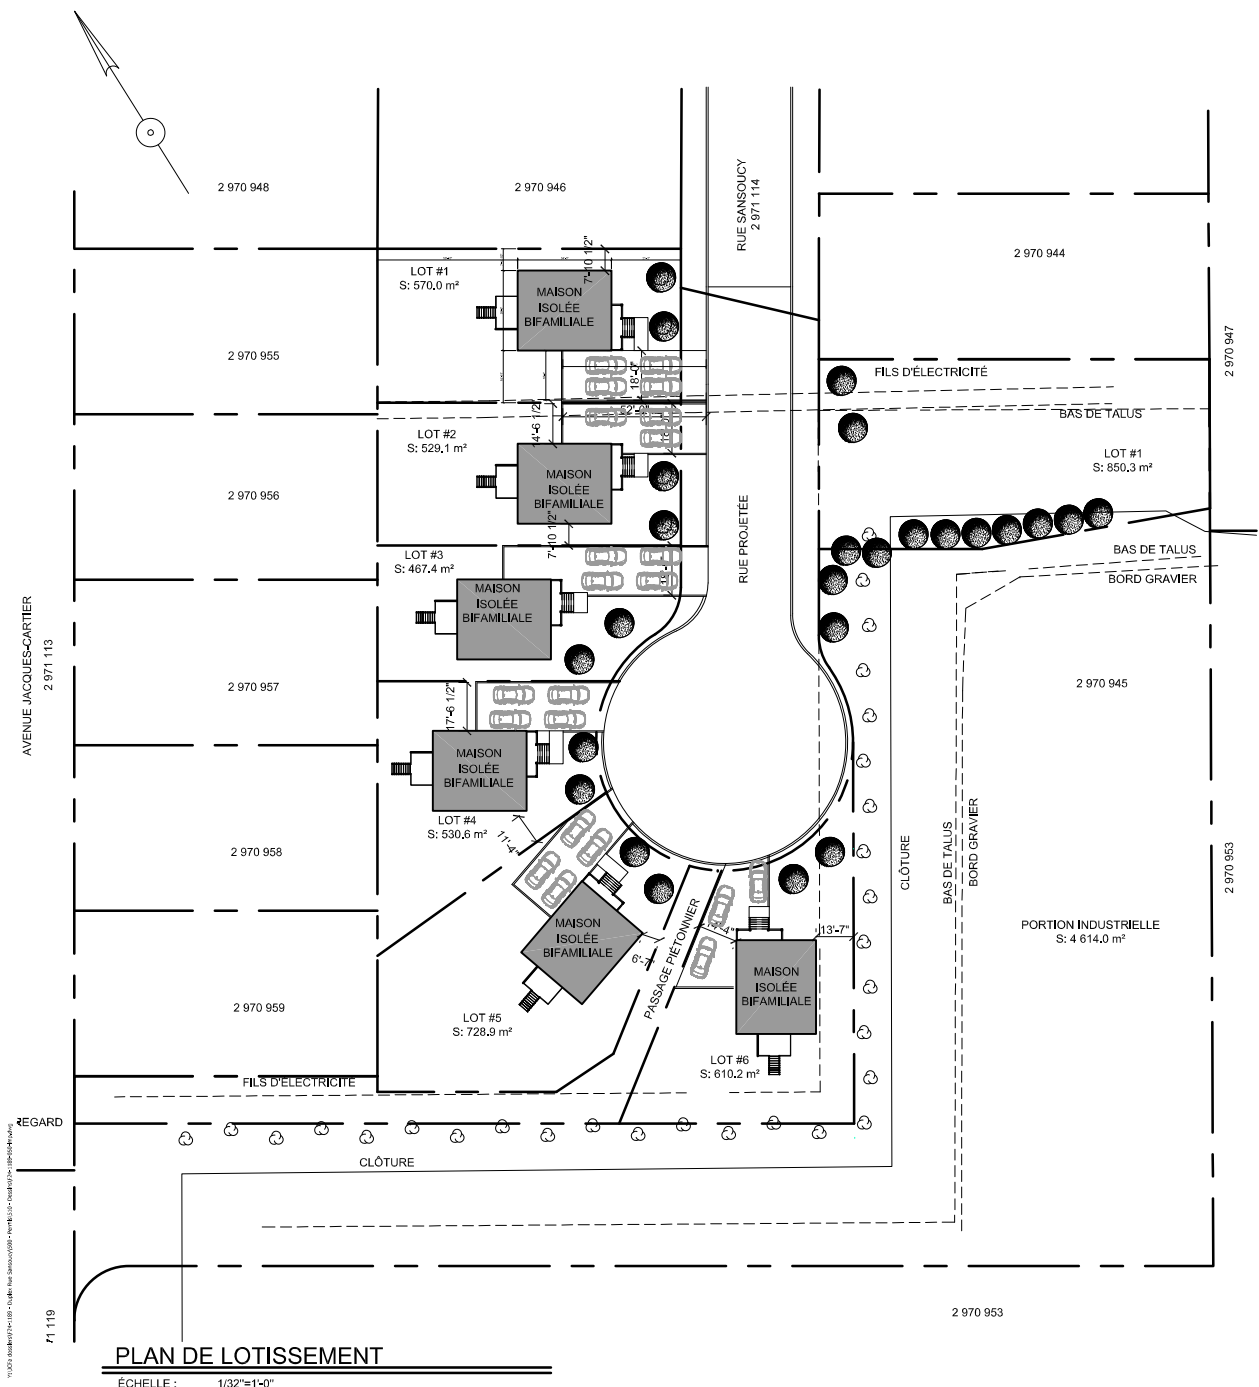 2 970 948
2 970 946
RUE SANSOUCY
2 971 114
2 970 944
LOT #1
S: 570.0 m²
7'-10 1/2"
MAISON
ISOLÉE
BIFAMILIALE
2 970 947
2 970 955
18'-0"
FILS D'ÉLECTRICITÉ
BAS DE TALUS
14'-6 1/2"
LOT #2
S: 529.1 m²
LOT #1
S: 850.3 m²
MAISON
ISOLÉE
BIFAMILIALE
2 970 956
7'-10 1/2"
RUE PROJETÉE
LOT #3
S: 467.4 m²
BAS DE TALUS
BORD GRAVIER
MAISON
ISOLÉE
BIFAMILIALE
AVENUE JACQUES-CARTIER
2 971 113
2 970 957
17'-6 1/2"
2 970 945
MAISON
ISOLÉE
BIFAMILIALE
LOT #4
S: 530.6 m²
11'-4"
2 970 958
CLÔTURE
BAS DE TALUS
BORD GRAVIER
2 970 953
MAISON
ISOLÉE
BIFAMILIALE
6'-7"
PASSAGE PIÉTONNIER
13'-7"
PORTION INDUSTRIELLE
S: 4 614.0 m²
MAISON
ISOLÉE
BIFAMILIALE
2 970 959
LOT #5
S: 728.9 m²
LOT #6
S: 610.2 m²
FILS D'ÉLECTRICITÉ
REGARD
CLÔTURE
71 119
2 970 953
PLAN DE LOTISSEMENT
ÉCHELLE : 1/32"=1'-0"